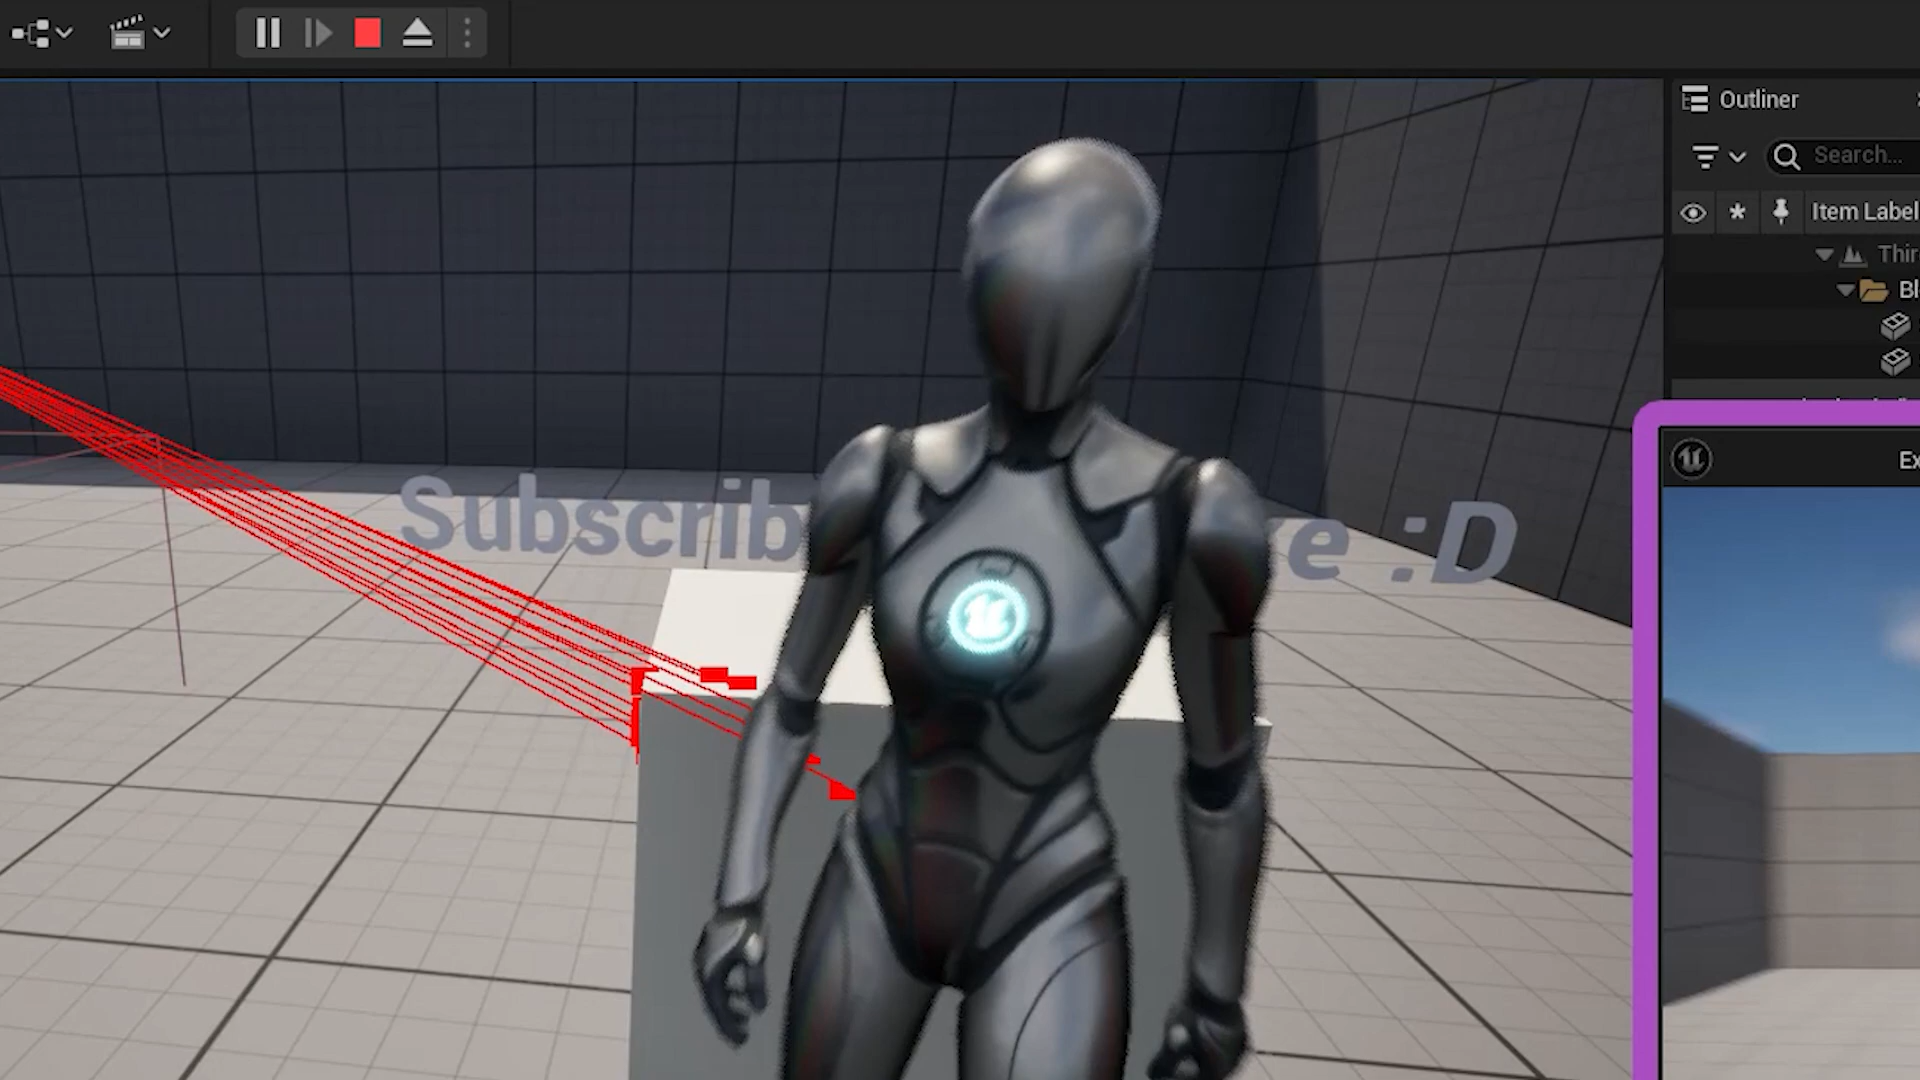 Outliner
Search...
Item Label
Thir
Bl
Subscrib
e :D
Ex